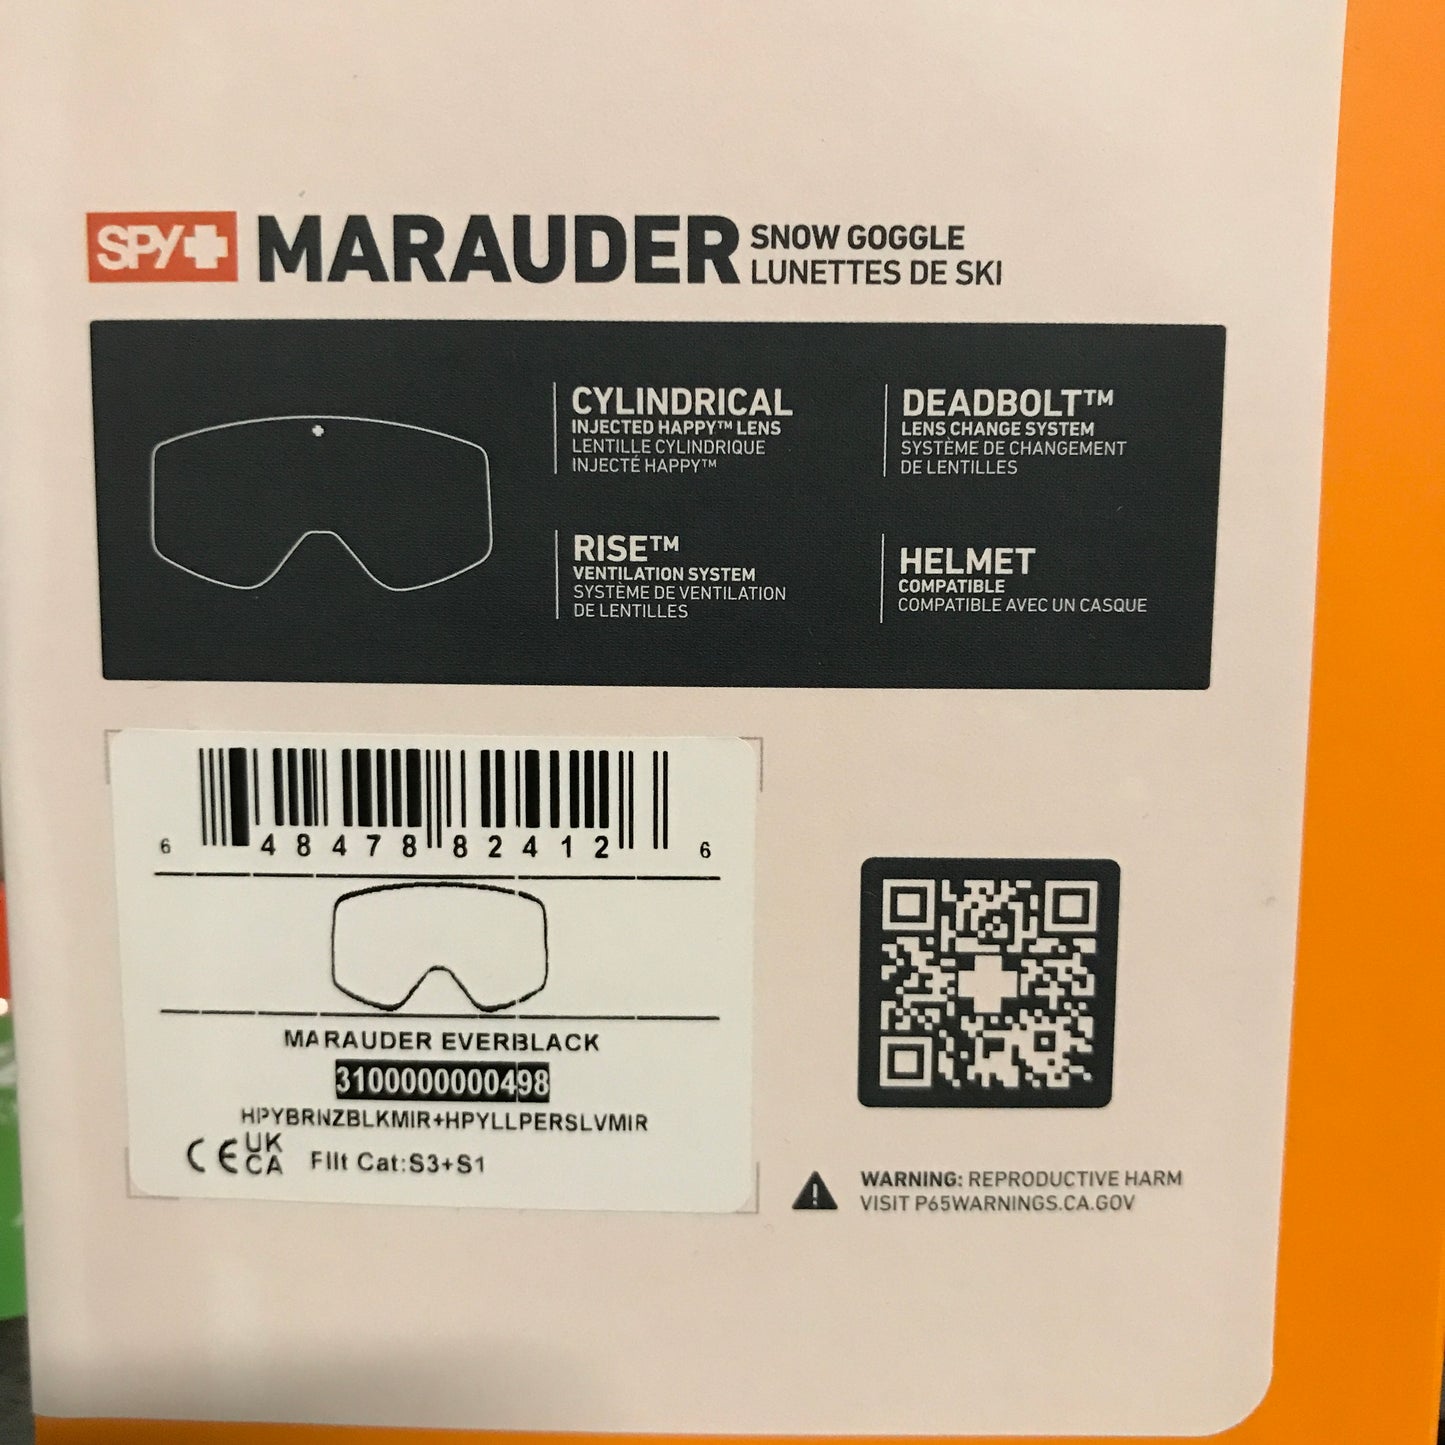 SPY+ MARAUDER SNOW GOGGLE
LUNETTES DE SKI
CYLINDRICAL
INJECTED HAPPY™ LENS
LENTILLE CYLINDRIQUE
INJECTÉ HAPPY™
DEADBOLT™
LENS CHANGE SYSTEM
SYSTÈME DE CHANGEMENT
DE LENTILLES
RISE™
VENTILATION SYSTEM
SYSTÈME DE VENTILATION
DE LENTILLES
HELMET
COMPATIBLE
COMPATIBLE AVEC UN CASQUE
6 48478 82412 6
MARAUDER EVERBLACK
3100000000498
HPYBRNZBLKMIR+HPYLLPERSLVMIR
CE UK
CA FIlt Cat:S3+S1
WARNING: REPRODUCTIVE HARM
VISIT P65WARNINGS.CA.GOV